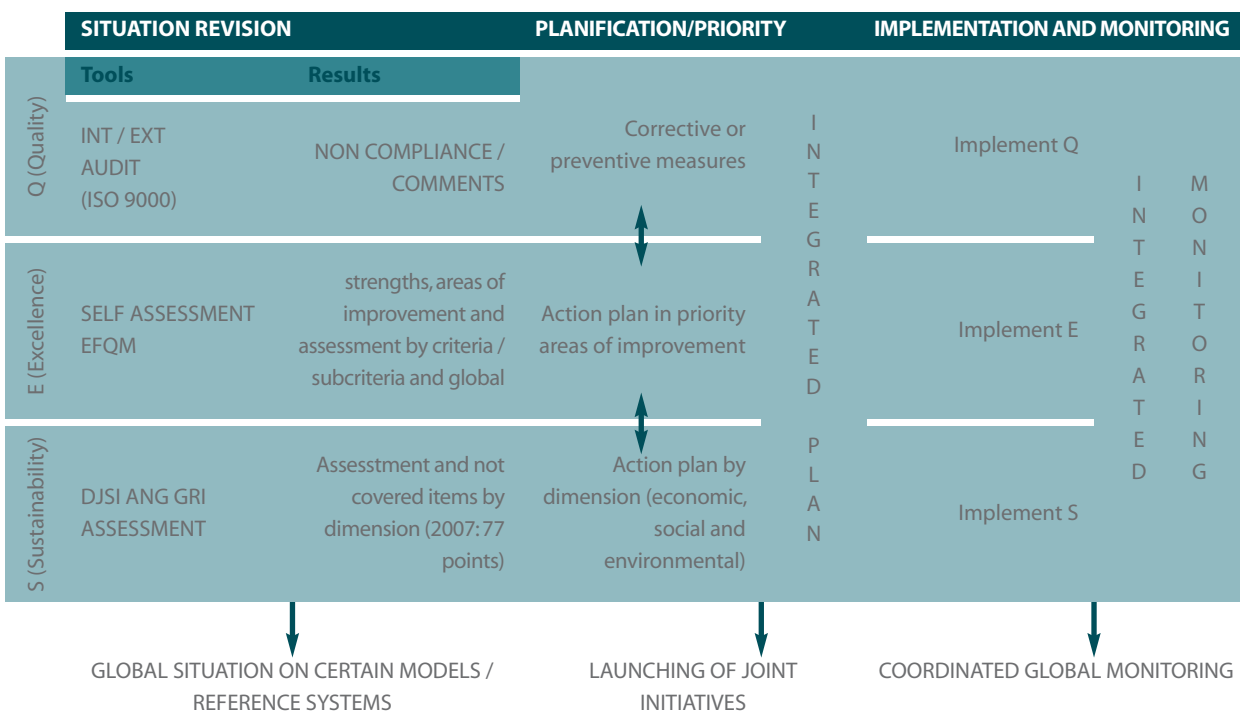 SITUATION REVISION
PLANIFICATION/PRIORITY
IMPLEMENTATION AND MONITORING
Tools
Results
Q (Quality)
INT / EXT
AUDIT
(ISO 9000)
NON COMPLIANCE /
COMMENTS
Corrective or
preventive measures
Implement Q
E (Excellence)
SELF ASSESSMENT
EFQM
strengths, areas of
improvement and
assessment by criteria /
subcriteria and global
Action plan in priority
areas of improvement
Implement E
S (Sustainability)
DJSI ANG GRI
ASSESSMENT
Assesstment and not
covered items by
dimension (2007: 77
points)
Action plan by
dimension (economic,
social and
environmental)
Implement S
INTEGRATED PLAN
INTEGRATED
MONITORING
GLOBAL SITUATION ON CERTAIN MODELS /
REFERENCE SYSTEMS
LAUNCHING OF JOINT
INITIATIVES
COORDINATED GLOBAL MONITORING